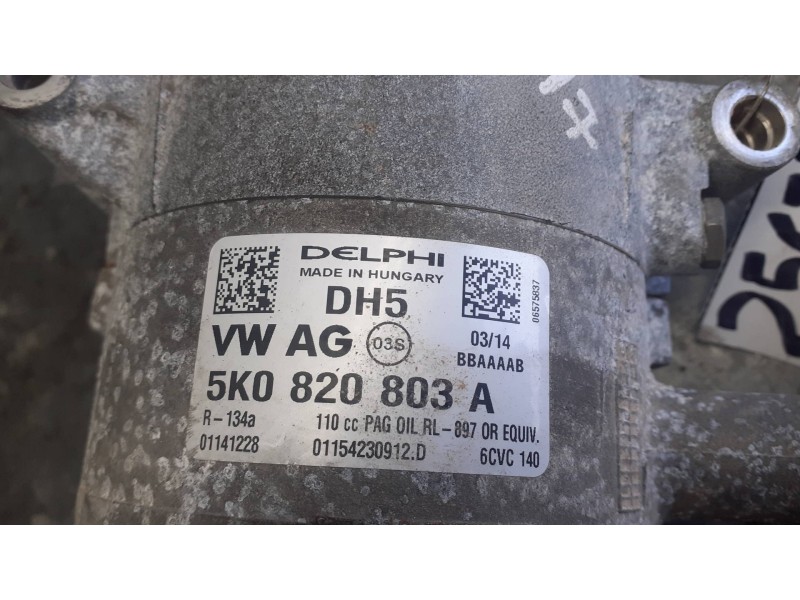 DELPHI
MADE IN HUNGARY
DH5
VW AG 03S 03/14
BBAAAAB
06575837
5K0 820 803 A
R-134a 110 cc PAG OIL RL-897 OR EQUIV.
01141228 01154230912.D 6CVC 140
7